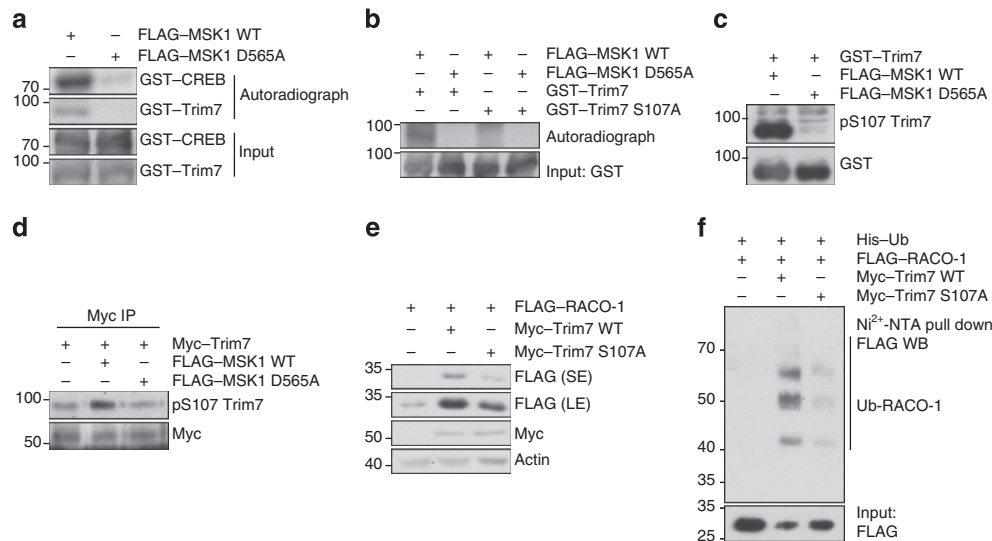 a
+ – FLAG–MSK1 WT
– + FLAG–MSK1 D565A
70 GST–CREB
100 GST–Trim7
Autoradiograph
70 GST–CREB
100 GST–Trim7
Input
b
+ – + – FLAG–MSK1 WT
– + – + FLAG–MSK1 D565A
+ + – – GST–Trim7
– – + + GST–Trim7 S107A
100 Autoradiograph
100 Input: GST
c
+ + GST–Trim7
+ – FLAG–MSK1 WT
– + FLAG–MSK1 D565A
100 pS107 Trim7
100 GST
d
Myc IP
+ + + Myc–Trim7
– + – FLAG–MSK1 WT
– – + FLAG–MSK1 D565A
100 pS107 Trim7
50 Myc
e
+ + + FLAG–RACO-1
– + – Myc–Trim7 WT
– – + Myc–Trim7 S107A
35 FLAG (SE)
35 FLAG (LE)
50 Myc
40 Actin
f
+ + + His–Ub
+ + + FLAG–RACO-1
– + – Myc–Trim7 WT
– – + Myc–Trim7 S107A
Ni2+-NTA pull down
70 FLAG WB
50 Ub-RACO-1
40
35
35 Input:
25 FLAG